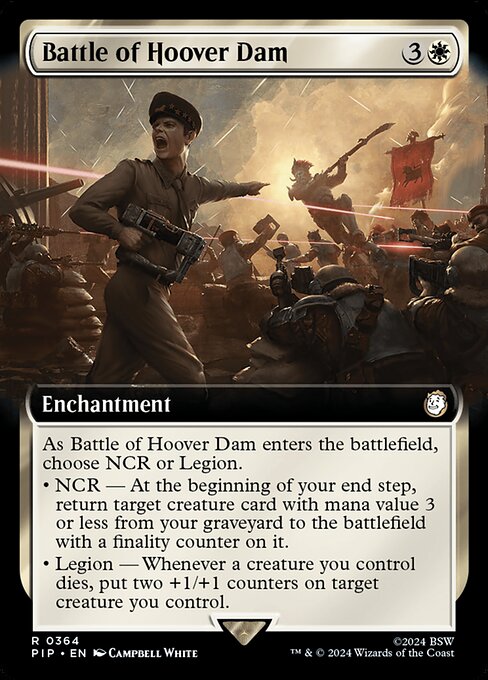 Battle of Hoover Dam 3
Enchantment
As Battle of Hoover Dam enters the battlefield,
choose NCR or Legion.
• NCR — At the beginning of your end step,
return target creature card with mana value 3
or less from your graveyard to the battlefield
with a finality counter on it.
• Legion — Whenever a creature you control
dies, put two +1/+1 counters on target
creature you control.
R 0364 ©2024 BSW
PIP • EN CAMPBELL WHITE ™ & © 2024 Wizards of the Coast